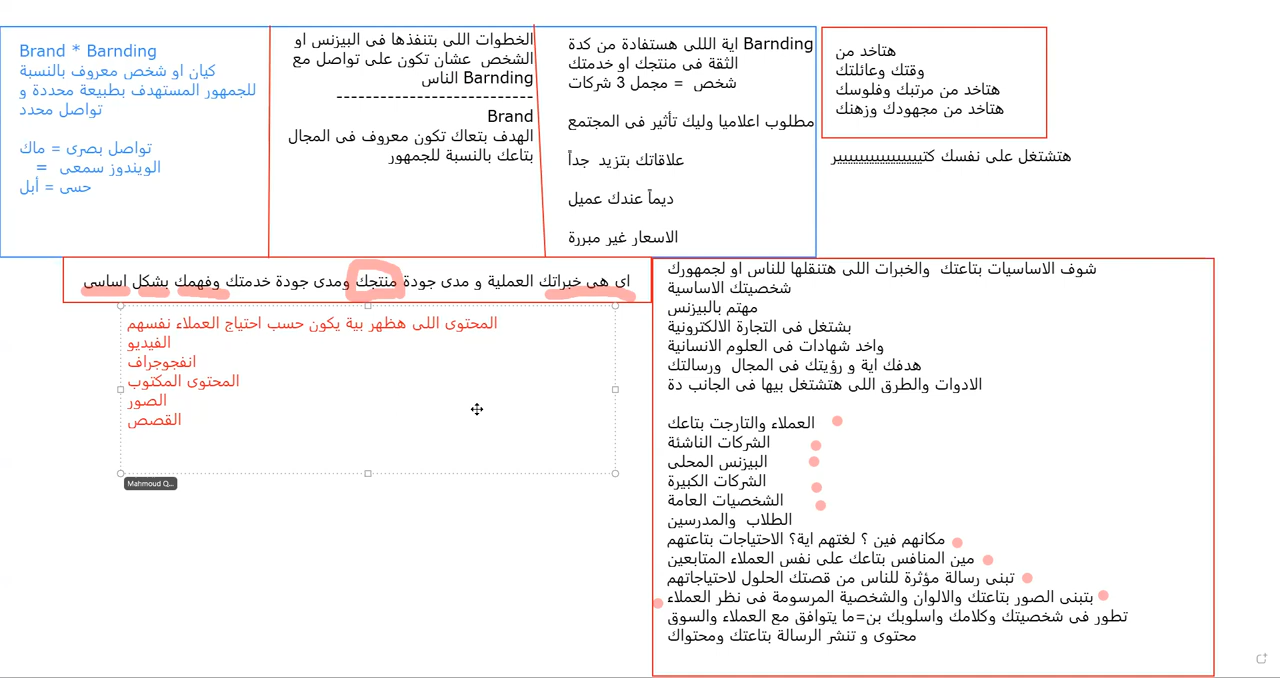 Brand * Barnding
كيان او شخص معروف بالنسبة
للجمهور المستهدف بطبيعة محددة و
تواصل محدد
تواصل بصرى = ماك
الويندوز سمعى =
حسى = أبل
الخطوات اللى بتنفذها فى البيزنس او
الشخص عشان تكون على تواصل مع
الناس Barnding
--------------------------
Brand
الهدف بتعاك تكون معروف فى المجال
بتاعك بالنسبة للجمهور
اية الللى هستفادة من كدة Barnding
الثقة فى منتجك او خدمتك
شخص = مجمل 3 شركات
مطلوب اعلاميا وليك تأثير فى المجتمع
علاقاتك بتزيد جداً
ديماً عندك عميل
الاسعار غير مبررة
هتاخد من
وقتك وعائلتك
هتاخد من مرتبك وفلوسك
هتاخد من مجهودك وزهنك
هتشتغل على نفسك كتييييييييييييييييير
اى هى خبراتك العملية و مدى جودة منتجك ومدى جودة خدمتك وفهمك بشكل اساسى
المحتوى اللى هظهر بية يكون حسب احتياج العملاء نفسهم
الفيديو
انفجوجراف
المحتوى المكتوب
الصور
القصص
Mahmoud Q...
شوف الاساسيات بتاعتك والخبرات اللى هتنقلها للناس او لجمهورك
شخصيتك الاساسية
مهتم بالبيزنس
بشتغل فى التجارة الالكترونية
واخد شهادات فى العلوم الانسانية
هدفك اية و رؤيتك فى المجال ورسالتك
الادوات والطرق اللى هتشتغل بيها فى الجانب دة
العملاء والتارجت بتاعك
الشركات الناشئة
البيزنس المحلى
الشركات الكبيرة
الشخصيات العامة
الطلاب والمدرسين
مكانهم فين ؟ لغتهم اية؟ الاحتياجات بتاعتهم
مين المنافس بتاعك على نفس العملاء المتابعين
تبنى رسالة مؤثرة للناس من قصتك الحلول لاحتياجاتهم
بتبنى الصور بتاعتك والالوان والشخصية المرسومة فى نظر العملاء
تطور فى شخصيتك وكلامك واسلوبك بن=ما يتوافق مع العملاء والسوق
محتوى و تنشر الرسالة بتاعتك ومحتواك